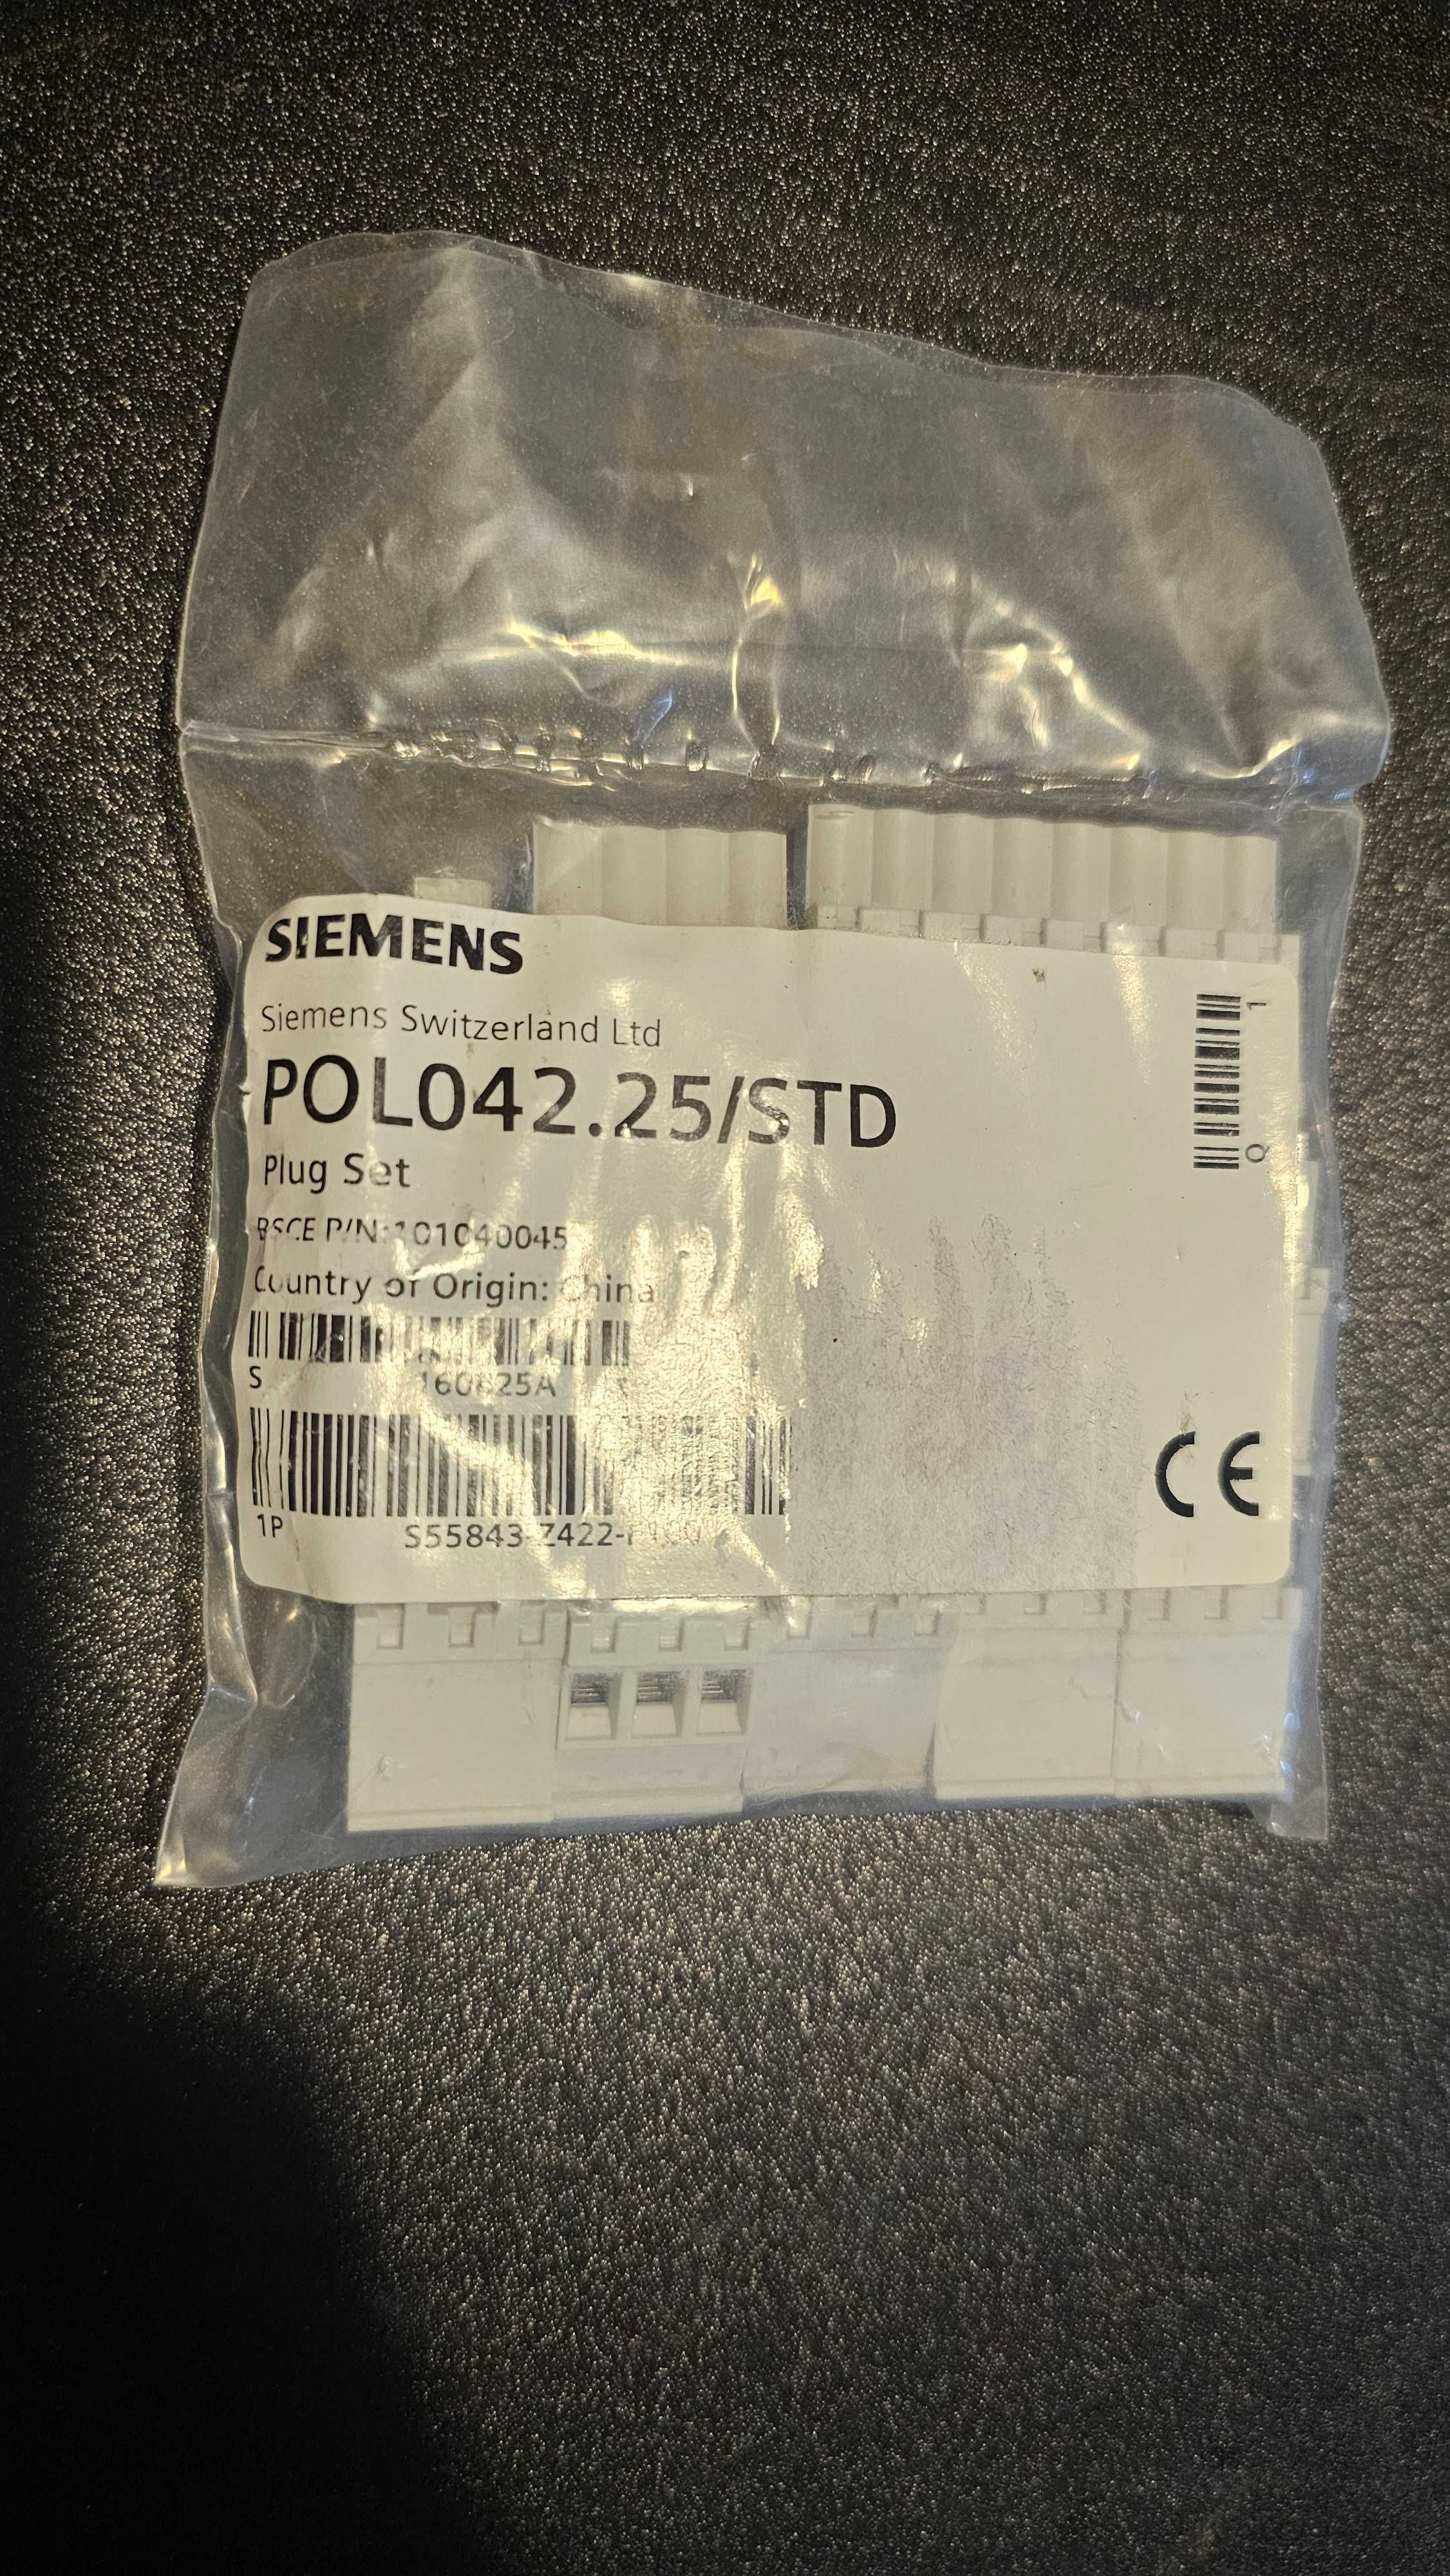 SIEMENS
Siemens Switzerland Ltd
POL042.25/STD
Plug Set
BSCE P/N: 101040045
Country of Origin: China
S
1P
L
Q
CE